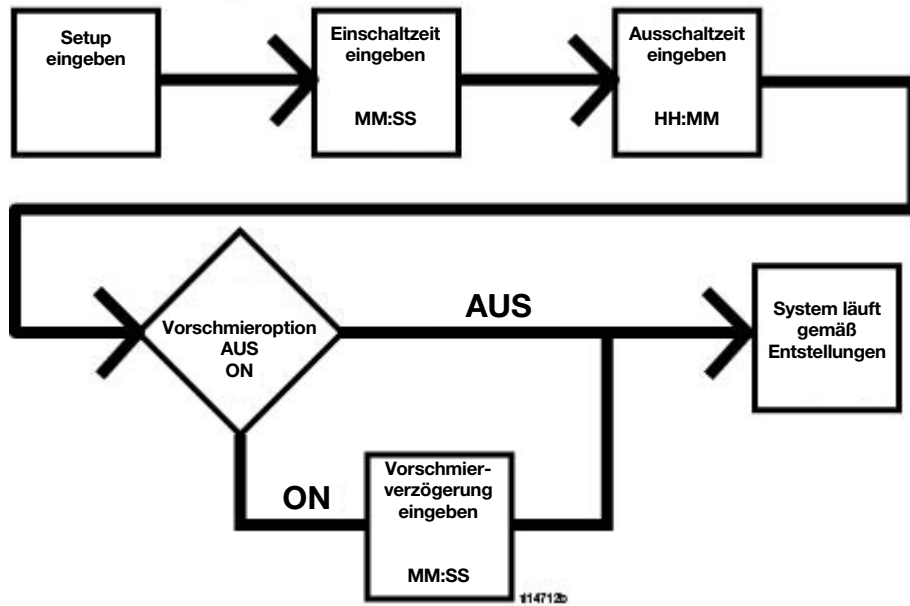 Setup
eingeben
Einschaltzeit
eingeben
MM:SS
Ausschaltzeit
eingeben
HH:MM
Vorschmieroption
AUS
ON
AUS
System läuft
gemäß
Entstellungen
ON
Vorschmier-
verzögerung
eingeben
MM:SS
ti14712b